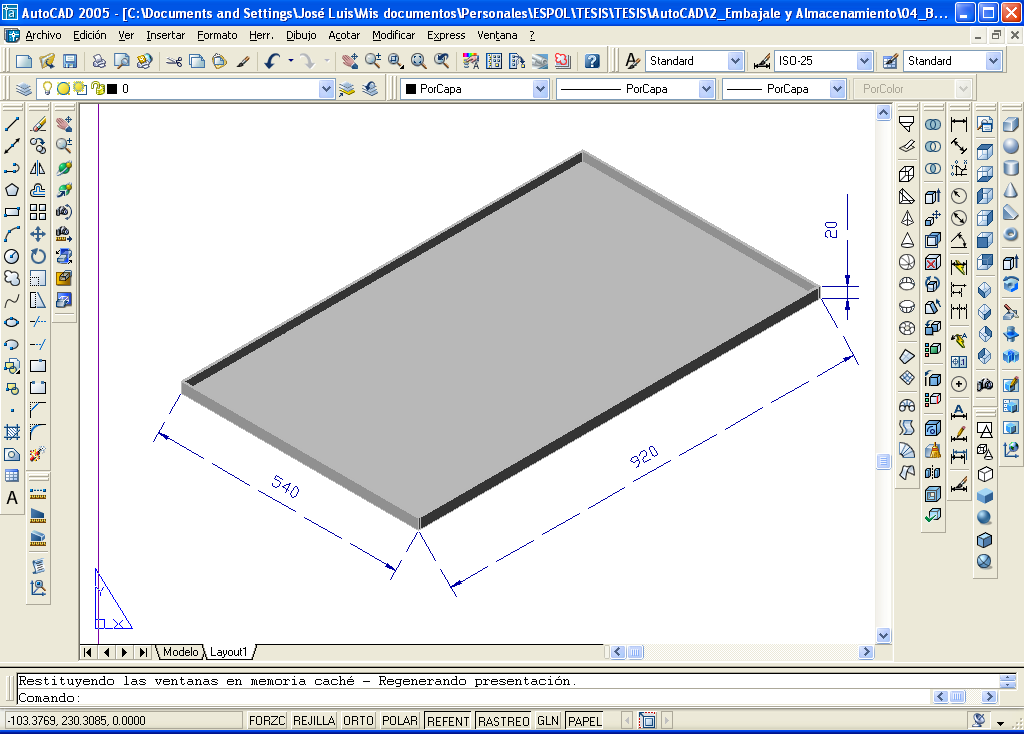 AutoCAD 2005 - [C:\Documents and Settings\José Luis\Mis documentos\Personales\ESPOL\TESIS\TESIS\AutoCAD\2_Embajale y Almacenamiento\04_B...
Archivo Edición Ver Insertar Formato Herr. Dibujo Acotar Modificar Express Ventana ?
Standard ISO-25 Standard
0 PorCapa PorCapa PorCapa PorColor
20
920
540
A
Y
X
Modelo Layout1
Restituyendo las ventanas en memoria caché - Regenerando presentación.
Comando:
-103.3769, 230.3085, 0.0000 FORZC REJILLA ORTO POLAR REFENT RASTREO GLN PAPEL